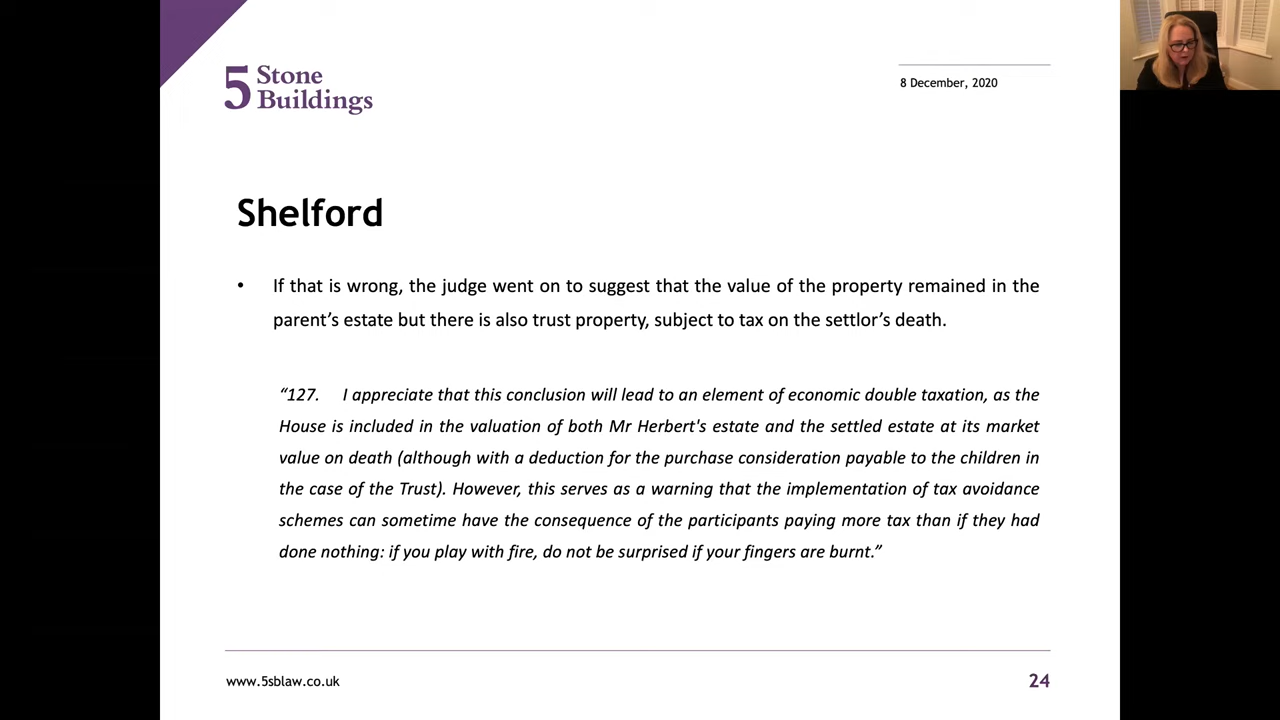 5 Stone
Buildings
8 December, 2020
Shelford
• If that is wrong, the judge went on to suggest that the value of the property remained in the
parent’s estate but there is also trust property, subject to tax on the settlor’s death.
“127. I appreciate that this conclusion will lead to an element of economic double taxation, as the
House is included in the valuation of both Mr Herbert's estate and the settled estate at its market
value on death (although with a deduction for the purchase consideration payable to the children in
the case of the Trust). However, this serves as a warning that the implementation of tax avoidance
schemes can sometime have the consequence of the participants paying more tax than if they had
done nothing: if you play with fire, do not be surprised if your fingers are burnt.”
www.5sblaw.co.uk
24